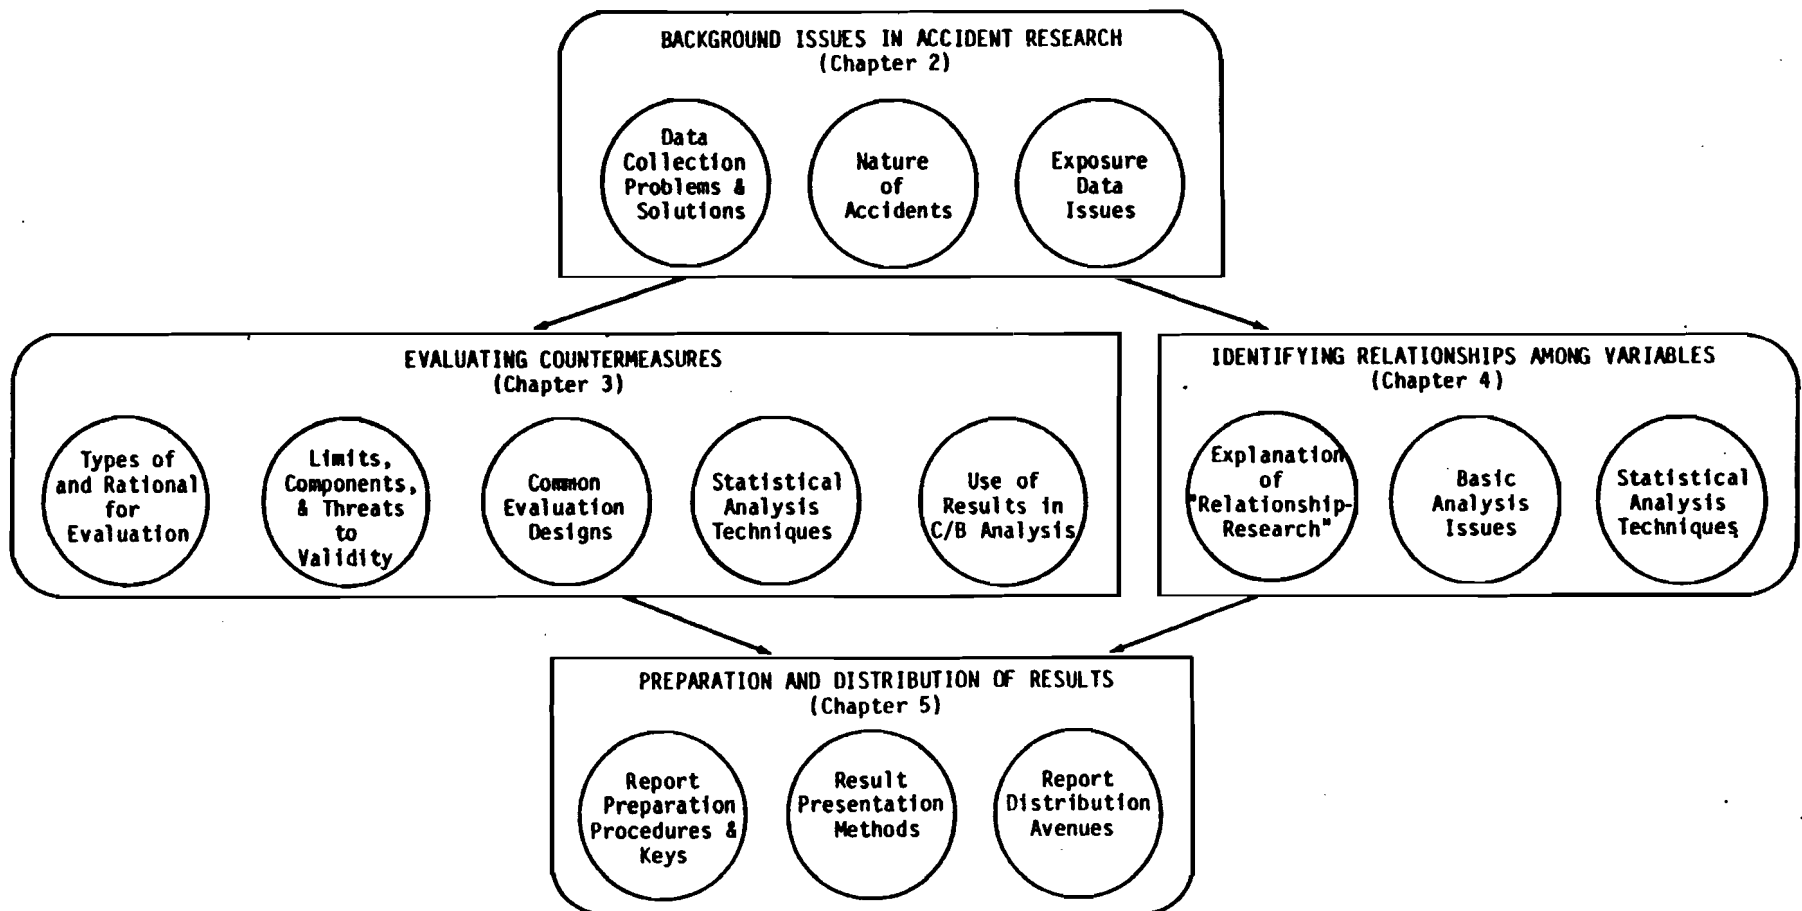 BACKGROUND ISSUES IN ACCIDENT RESEARCH
(Chapter 2)
Data
Collection
Problems &
Solutions
Nature
of
Accidents
Exposure
Data
Issues
EVALUATING COUNTERMEASURES
(Chapter 3)
Types of
and Rational
for
Evaluation
Limits,
Components,
& Threats
to
Validity
Common
Evaluation
Designs
Statistical
Analysis
Techniques
Use of
Results in
C/B Analysis
IDENTIFYING RELATIONSHIPS AMONG VARIABLES
(Chapter 4)
Explanation
of
"Relationship-
Research"
Basic
Analysis
Issues
Statistical
Analysis
Techniques
PREPARATION AND DISTRIBUTION OF RESULTS
(Chapter 5)
Report
Preparation
Procedures &
Keys
Result
Presentation
Methods
Report
Distribution
Avenues